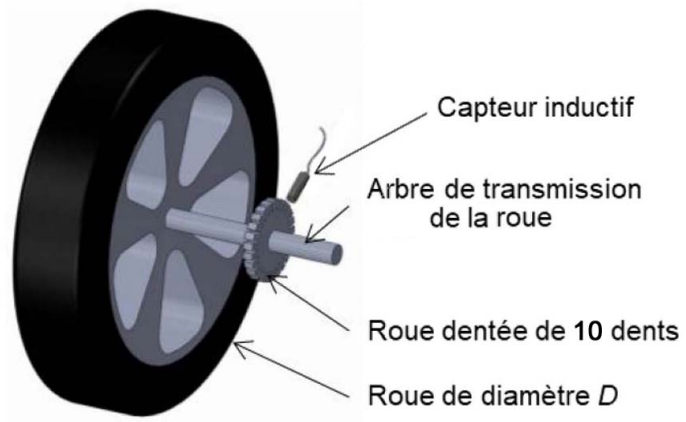 Capteur inductif
Arbre de transmission
de la roue
Roue dentée de 10 dents
Roue de diamètre D